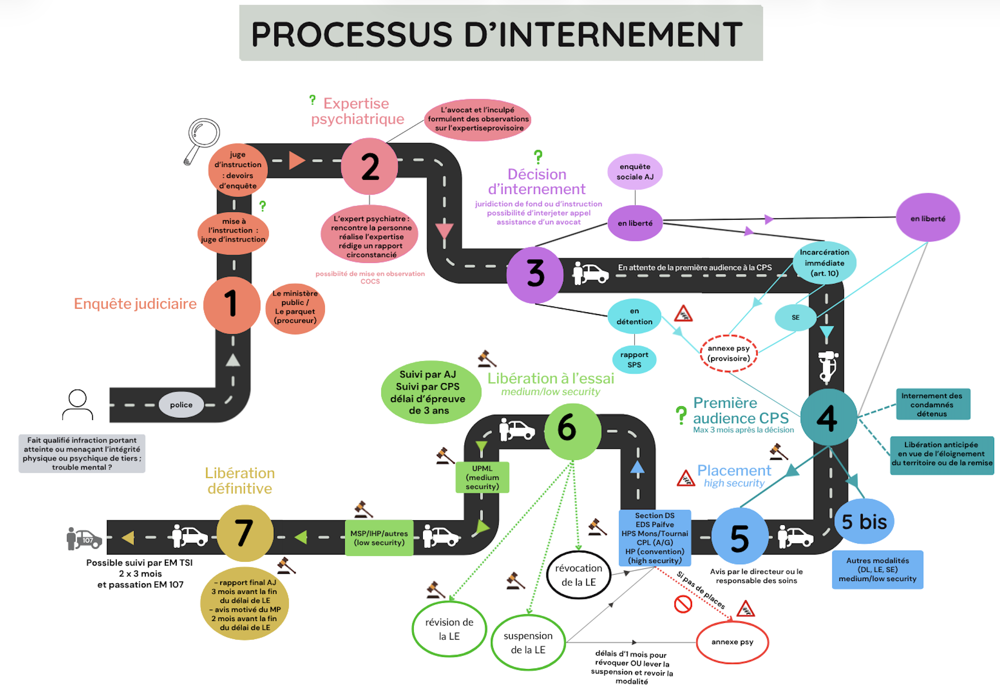 PROCESSUS D'INTERNEMENT
?
Expertise
psychiatrique
L'avocat et l'inculpé
formulent des observations
sur l'expertiseprovisoire
juge
d'instruction
: devoirs
d'enquête
2
?
mise à
l'instruction :
juge d'instruction
L'expert psychiatre :
rencontre la personne
réalise l'expertise
rédige un rapport
circonstancié
possibiité de mise en observation
COCS
Enquête judiciaire
1
Le ministère
public /
Le parquet
(procureur)
police
Fait qualifié infraction portant
atteinte ou menaçant l'intégrité
physique ou psychique de tiers ;
trouble mental ?
?
Décision
d'internement
juridiction de fond ou d'instruction
possibilité d'interjeter appel
assistance d'un avocat
enquête
sociale AJ
en liberté
en liberté
3
En attente de la première audience à la CPS
Incarcération
immédiate
(art. 10)
en
détention
rapport
SPS
SE
annexe psy
(provisoire)
?
Première
audience CPS
Max 3 mois après la décision
4
Internement des
condamnés
détenus
Libération anticipée
en vue de l'éloignement
du territoire ou de la remise
Placement
high security
5
5 bis
Avis par le directeur ou le
responsable des soins
Autres modalités
(DL, LE, SE)
medium/low security
Section DS
EDS Paifve
HPS Mons/Tournai
CPL (A/G)
HP (convention)
(high security)
Si pas de places
annexe psy
Suivi par AJ
Suivi par CPS
délai d'épreuve
de 3 ans
Libération à l'essai
medium/low security
6
UPML
(medium
security)
révocation
de la LE
révision de
la LE
suspension
de la LE
délais d'1 mois pour
révoquer OU lever la
suspension et revoir la
modalité
MSP/IHP/autres
(low security)
Libération
définitive
7
– rapport final AJ
3 mois avant la fin
du délai de LE
– avis motivé du MP
2 mois avant la fin
du délai de LE
107
Possible suivi par EM TSI
2 x 3 mois
et passation EM 107